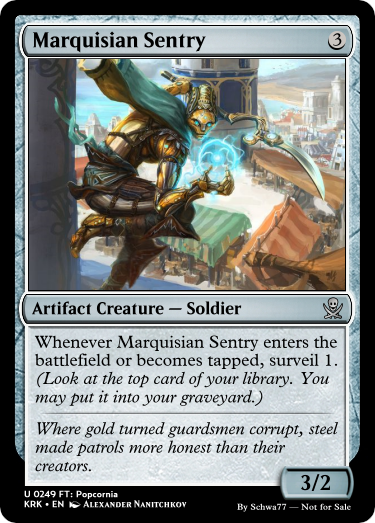 Marquisian Sentry 3
Artifact Creature — Soldier
Whenever Marquisian Sentry enters the
battlefield or becomes tapped, surveil 1.
(Look at the top card of your library. You
may put it into your graveyard.)
Where gold turned guardsmen corrupt, steel
made patrols more honest than their
creators.
3/2
U 0249 FT: Popcornia
KRK • EN Alexander Nanitchkov
By Schwa77 — Not for Sale